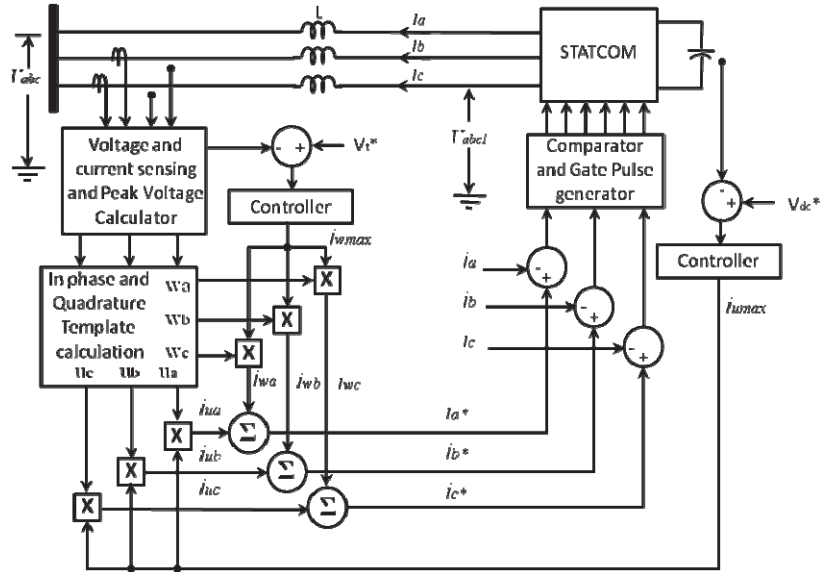 L
Ia
Ib
Ic
STATCOM
Vabc
Vabc1
Voltage and
current sensing
and Peak Voltage
Calculator
- +
Vt*
Controller
Comparator
and Gate Pulse
generator
-
+
Vdc*
Controller
iwmax
iumax
In phase and
Quadrature
Template
calculation
Wa
Wb
Wc
uc ub ua
X
X
X
ia
ib
ic
- +
- +
- +
iwa
iwb
iwc
X
iua
Σ
Ia*
X
iub
Σ
Ib*
X
iuc
Σ
Ic*